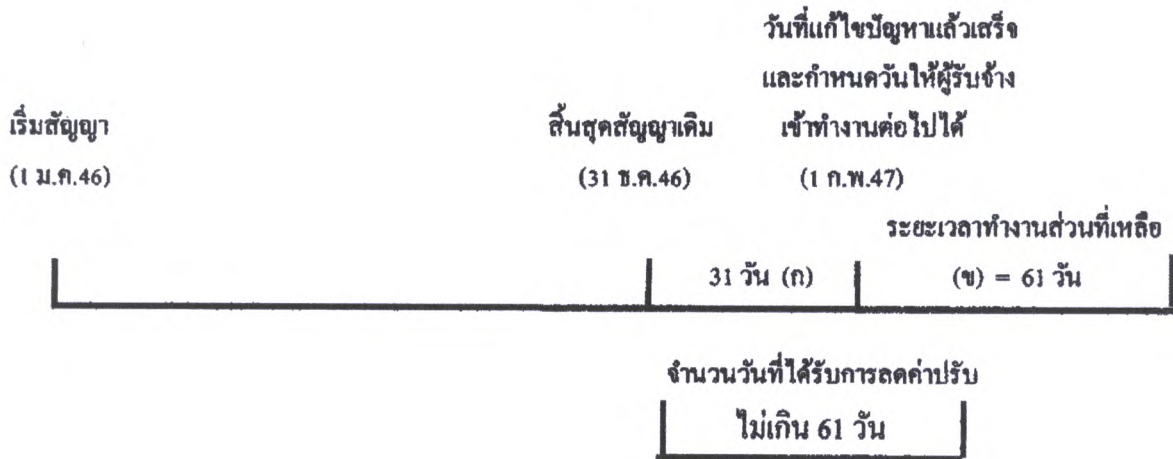 วันที่แก้ไขปัญหาแล้วเสร็จ
และกำหนดวันให้ผู้รับจ้าง
เริ่มสัญญา สิ้นสุดสัญญาเดิม เข้าทำงานต่อไปได้
(1 ม.ค.46) (31 ธ.ค.46) (1 ก.พ.47)
ระยะเวลาทำงานส่วนที่เหลือ
31 วัน (ก) (ข) = 61 วัน
จำนวนวันที่ได้รับการลดค่าปรับ
ไม่เกิน 61 วัน